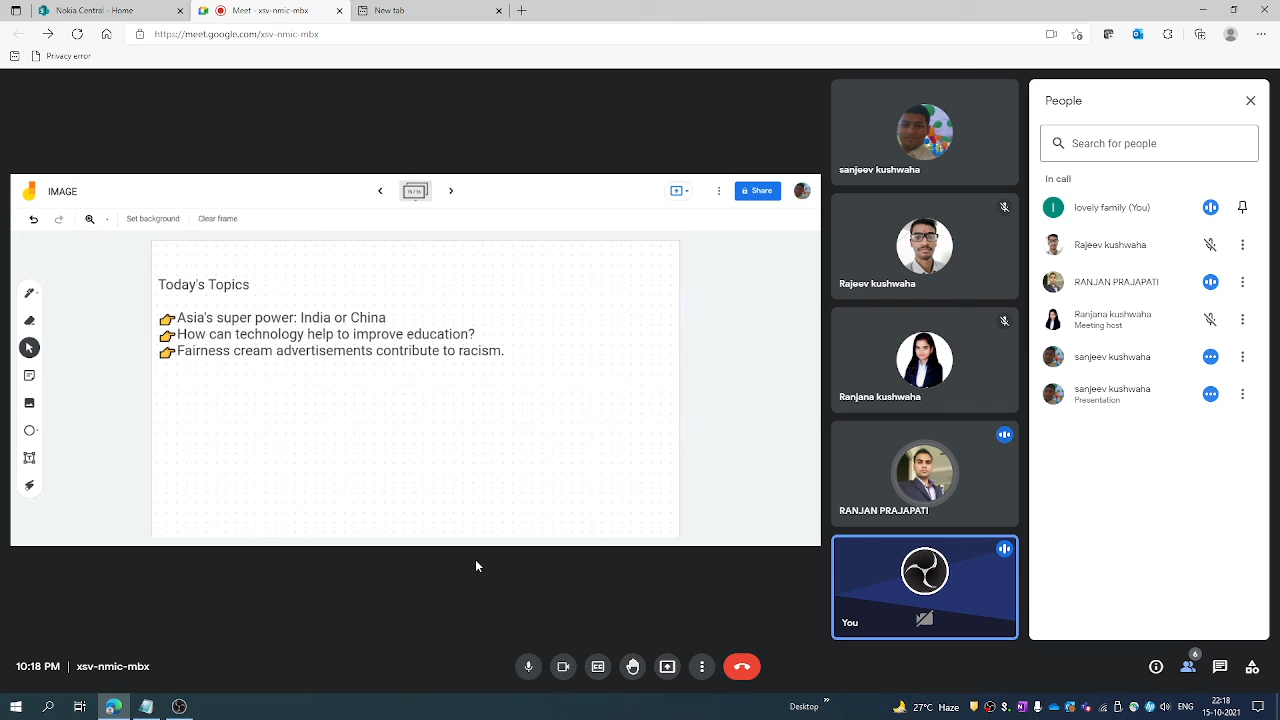 Nokia Central - Home
Meet - xsv-nmic-mbx
New tab
https://meet.google.com/xsv-nmic-mbx
Privacy error
IMAGE
15 / 16
Share
Set background
Clear frame
Today's Topics
👉Asia's super power: India or China
👉How can technology help to improve education?
👉Fairness cream advertisements contribute to racism.
sanjeev kushwaha
Rajeev kushwaha
Ranjana kushwaha
RANJAN PRAJAPATI
You
People
Search for people
In call
lovely family (You)
Rajeev kushwaha
RANJAN PRAJAPATI
Ranjana kushwaha
Meeting host
sanjeev kushwaha
sanjeev kushwaha
Presentation
10:18 PM | xsv-nmic-mbx
6
Desktop
27°C Haze
ENG
22:18
15-10-2021